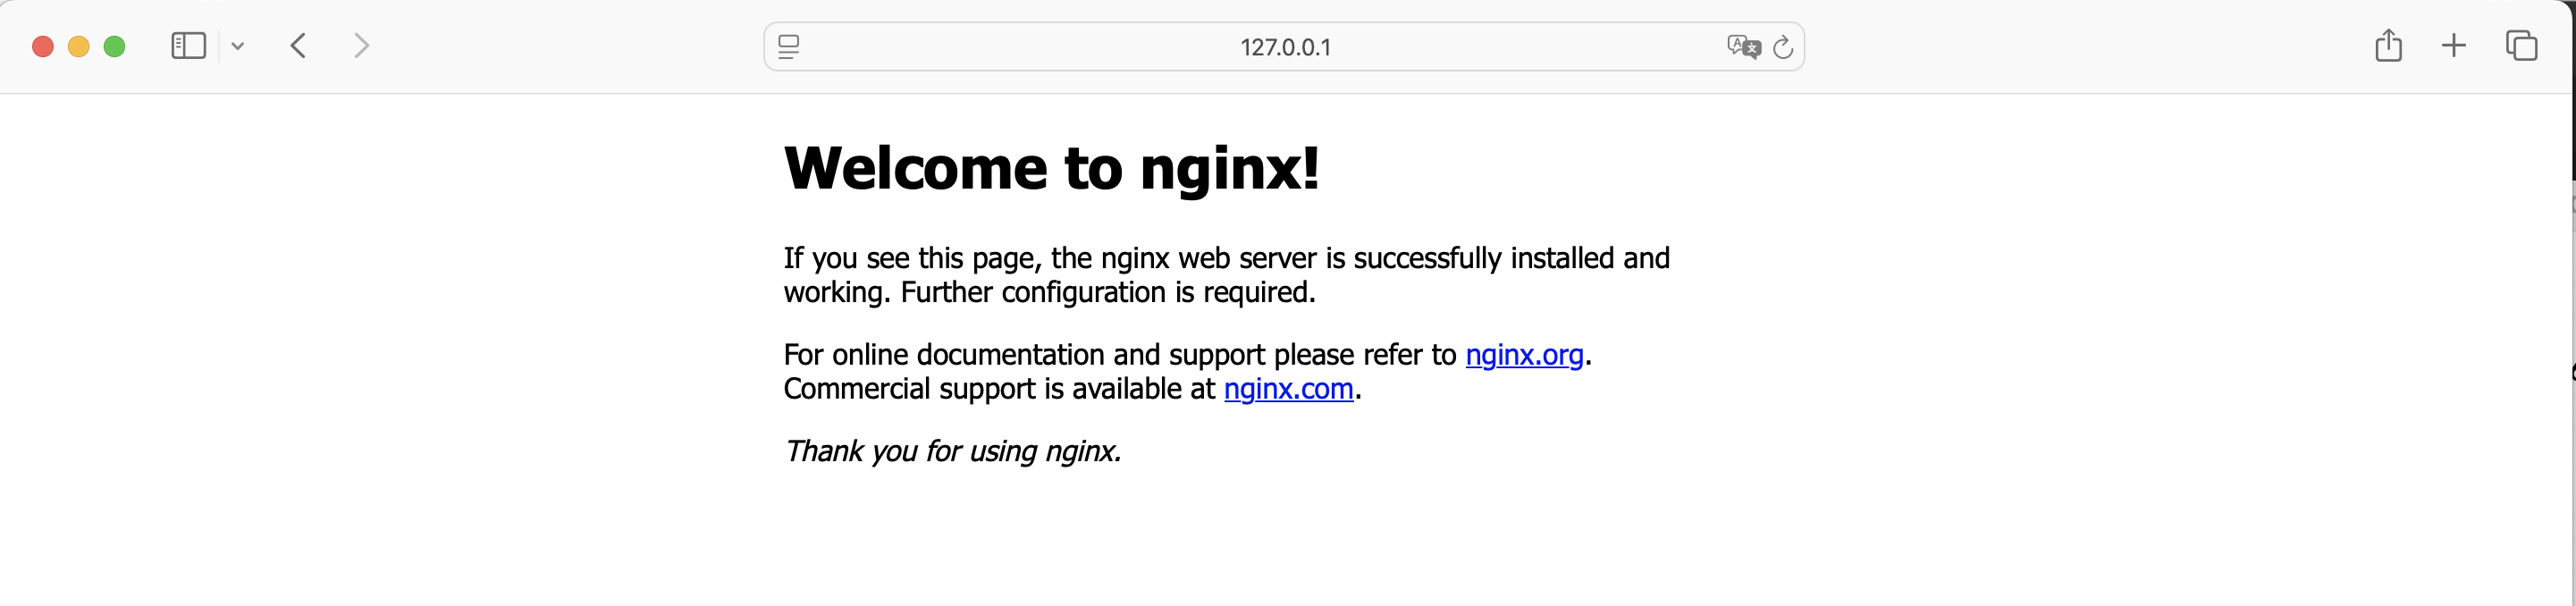 127.0.0.1
Welcome to nginx!
If you see this page, the nginx web server is successfully installed and
working. Further configuration is required.
For online documentation and support please refer to nginx.org.
Commercial support is available at nginx.com.
Thank you for using nginx.